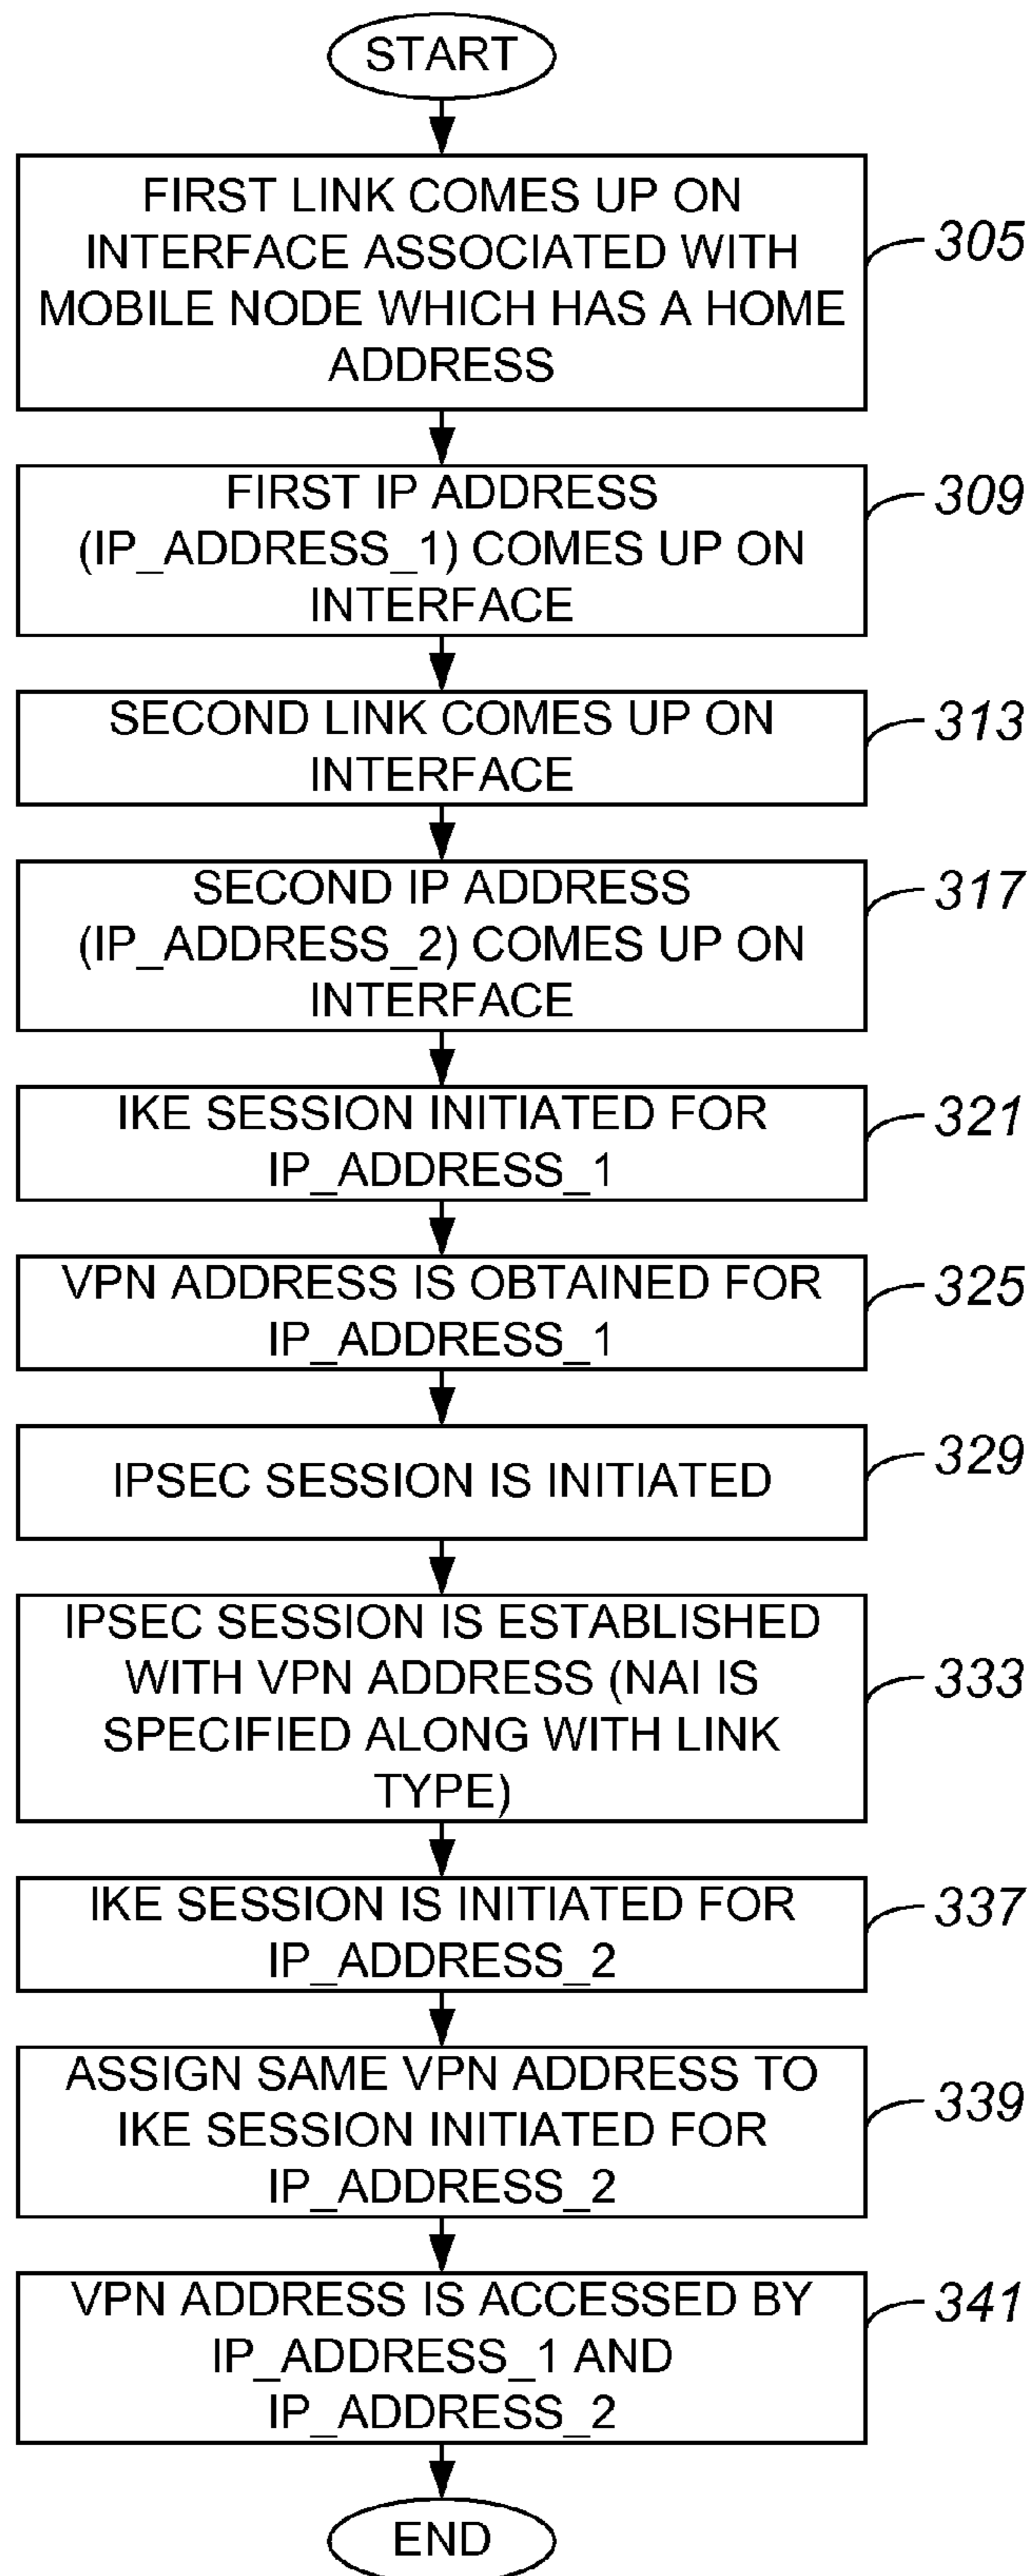 START
FIRST LINK COMES UP ON
INTERFACE ASSOCIATED WITH
MOBILE NODE WHICH HAS A HOME
ADDRESS
305
FIRST IP ADDRESS
(IP_ADDRESS_1) COMES UP ON
INTERFACE
309
SECOND LINK COMES UP ON
INTERFACE
313
SECOND IP ADDRESS
(IP_ADDRESS_2) COMES UP ON
INTERFACE
317
IKE SESSION INITIATED FOR
IP_ADDRESS_1
321
VPN ADDRESS IS OBTAINED FOR
IP_ADDRESS_1
325
IPSEC SESSION IS INITIATED
329
IPSEC SESSION IS ESTABLISHED
WITH VPN ADDRESS (NAI IS
SPECIFIED ALONG WITH LINK
TYPE)
333
IKE SESSION IS INITIATED FOR
IP_ADDRESS_2
337
ASSIGN SAME VPN ADDRESS TO
IKE SESSION INITIATED FOR
IP_ADDRESS_2
339
VPN ADDRESS IS ACCESSED BY
IP_ADDRESS_1 AND
IP_ADDRESS_2
341
END